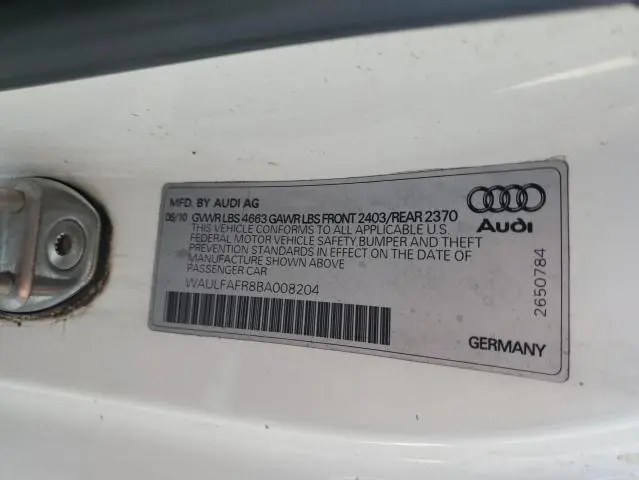 MFD. BY AUDI AG
06/10 GVWR LBS 4663 GAWR LBS FRONT 2403/REAR 2370
THIS VEHICLE CONFORMS TO ALL APPLICABLE U.S.
FEDERAL MOTOR VEHICLE SAFETY, BUMPER AND THEFT
PREVENTION STANDARDS IN EFFECT ON THE DATE OF
MANUFACTURE SHOWN ABOVE
PASSENGER CAR
WAULFAFR8BA008204
Audi
2650784
GERMANY